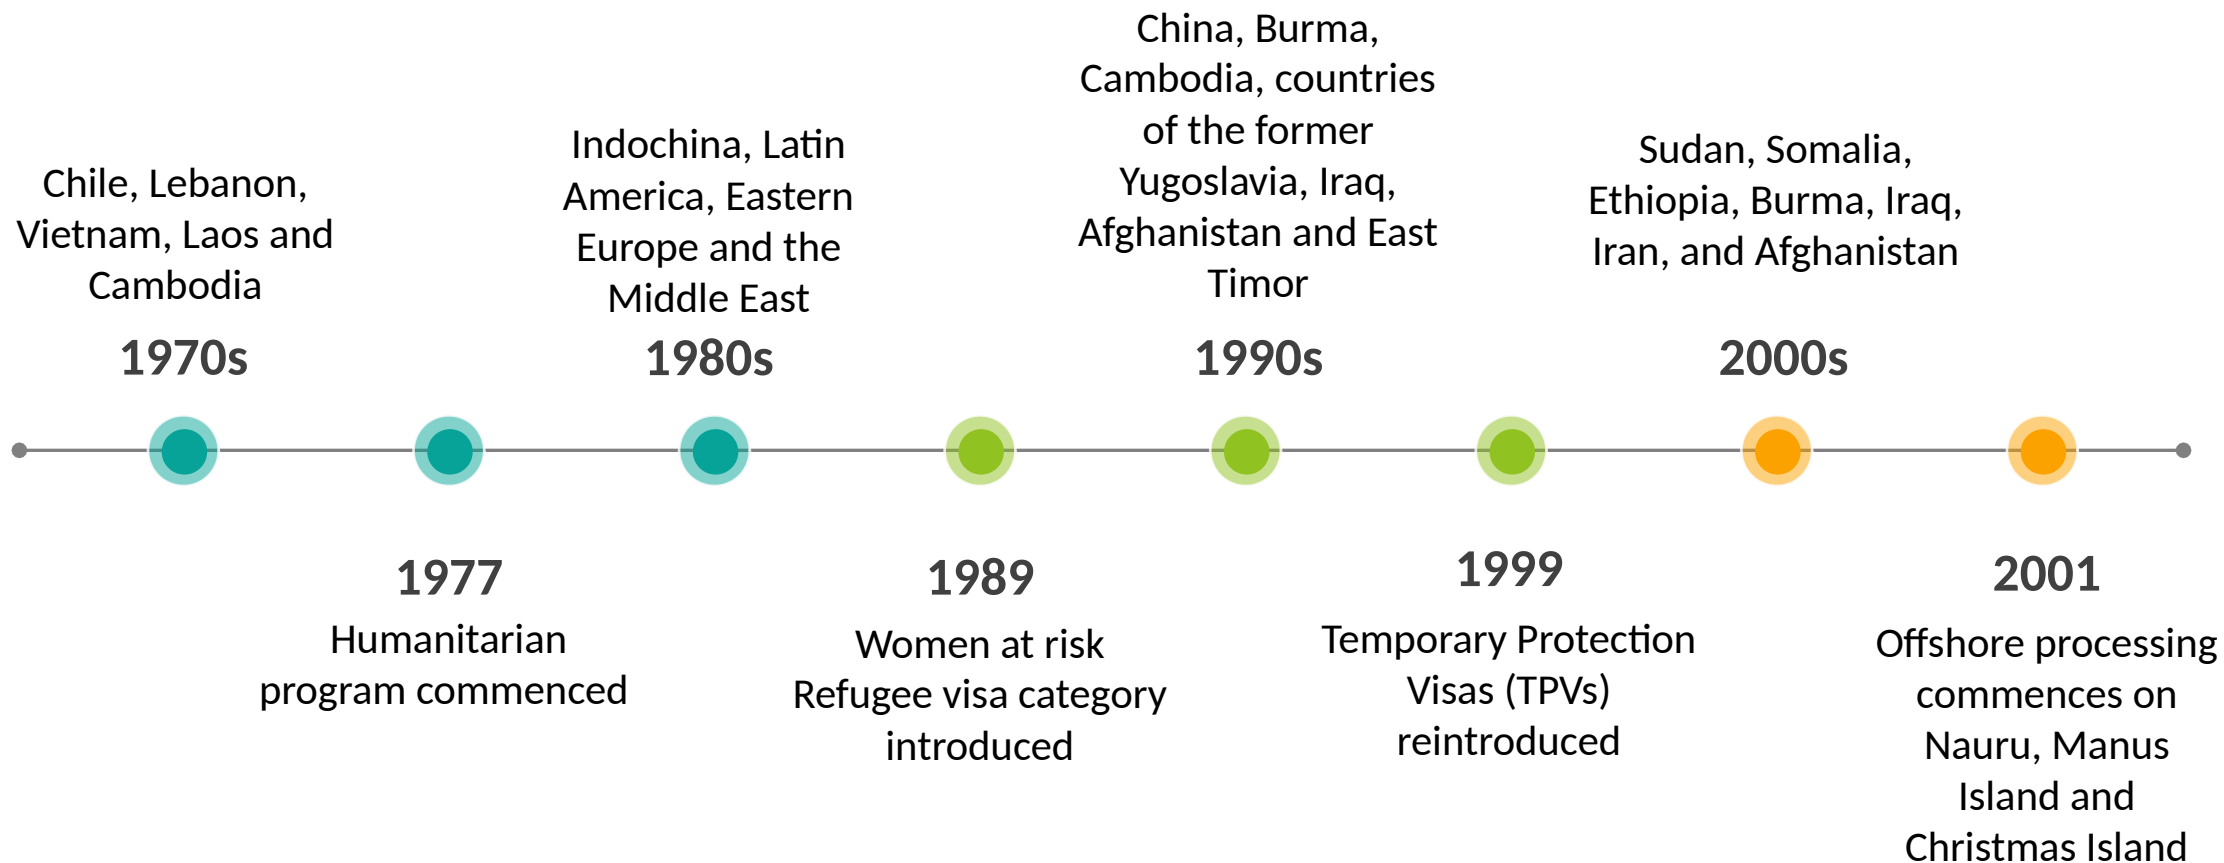 Chile, Lebanon,
Vietnam, Laos and
Cambodia
1970s
1977
Humanitarian
program commenced
Indochina, Latin
America, Eastern
Europe and the
Middle East
1980s
1989
Women at risk
Refugee visa category
introduced
China, Burma,
Cambodia, countries
of the former
Yugoslavia, Iraq,
Afghanistan and East
Timor
1990s
1999
Temporary Protection
Visas (TPVs)
reintroduced
Sudan, Somalia,
Ethiopia, Burma, Iraq,
Iran, and Afghanistan
2000s
2001
Offshore processing
commences on
Nauru, Manus
Island and
Christmas Island